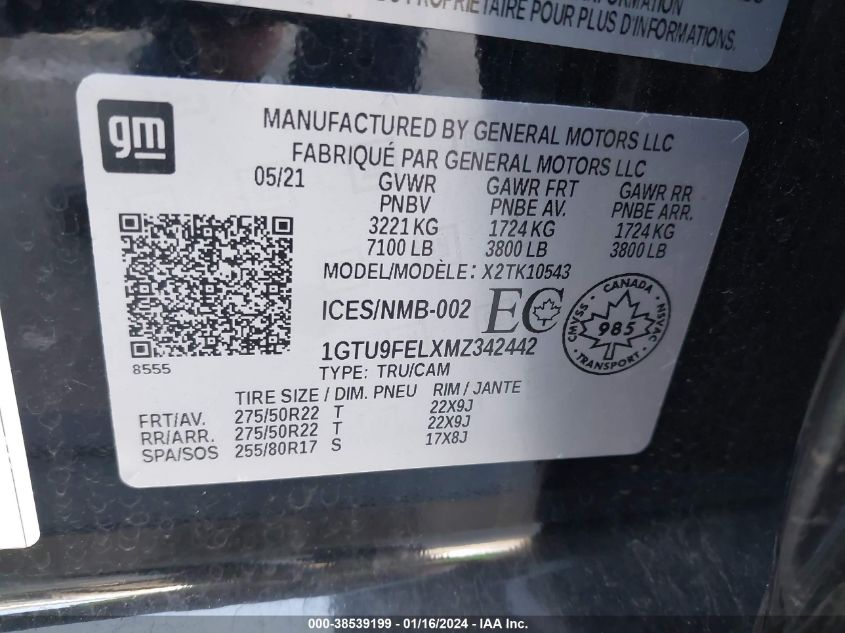 INFORMATION
PROPRIÉTAIRE POUR PLUS D'INFORMATIONS.
gm
MANUFACTURED BY GENERAL MOTORS LLC
FABRIQUÉ PAR GENERAL MOTORS LLC
05/21 GVWR GAWR FRT GAWR RR
PNBV PNBE AV. PNBE ARR.
3221 KG 1724 KG 1724 KG
7100 LB 3800 LB 3800 LB
MODEL/MODÈLE: X2TK10543
ICES/NMB-002 EC
CANADA
CMVSS 985 NSVAC
TRANSPORT
1GTU9FELXMZ342442
8555 TYPE: TRU/CAM
TIRE SIZE / DIM. PNEU RIM / JANTE
FRT/AV. 275/50R22 T 22X9J
RR/ARR. 275/50R22 T 22X9J
SPA/SOS 255/80R17 S 17X8J
000-38539199 - 01/16/2024 - IAAI Inc.